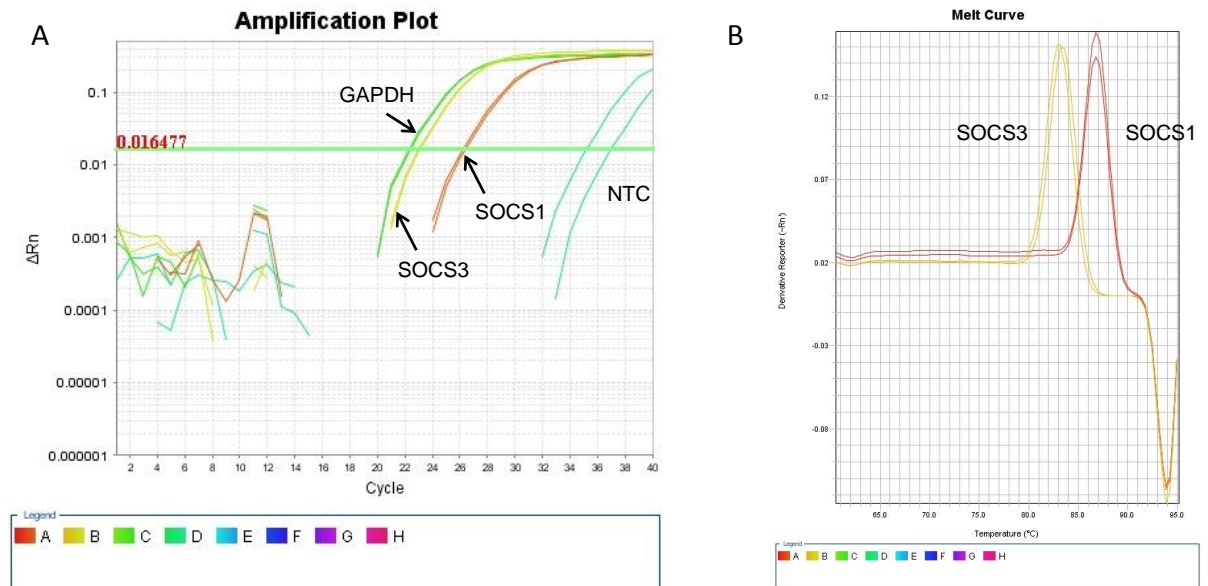 A
Amplification Plot
0.1
0.01
0.001
0.0001
0.00001
0.000001
ΔRn
0.016477
GAPDH
SOCS3
SOCS1
NTC
2 4 6 8 10 12 14 16 18 20 22 24 26 28 30 32 34 36 38 40
Cycle
Legend
A B C D E F G H
B
Melt Curve
0.12
0.07
0.02
-0.03
-0.08
Derivative Reporter (-Rn')
SOCS3
SOCS1
65.0 70.0 75.0 80.0 85.0 90.0 95.0
Temperature (°C)
Legend
A B C D E F G H